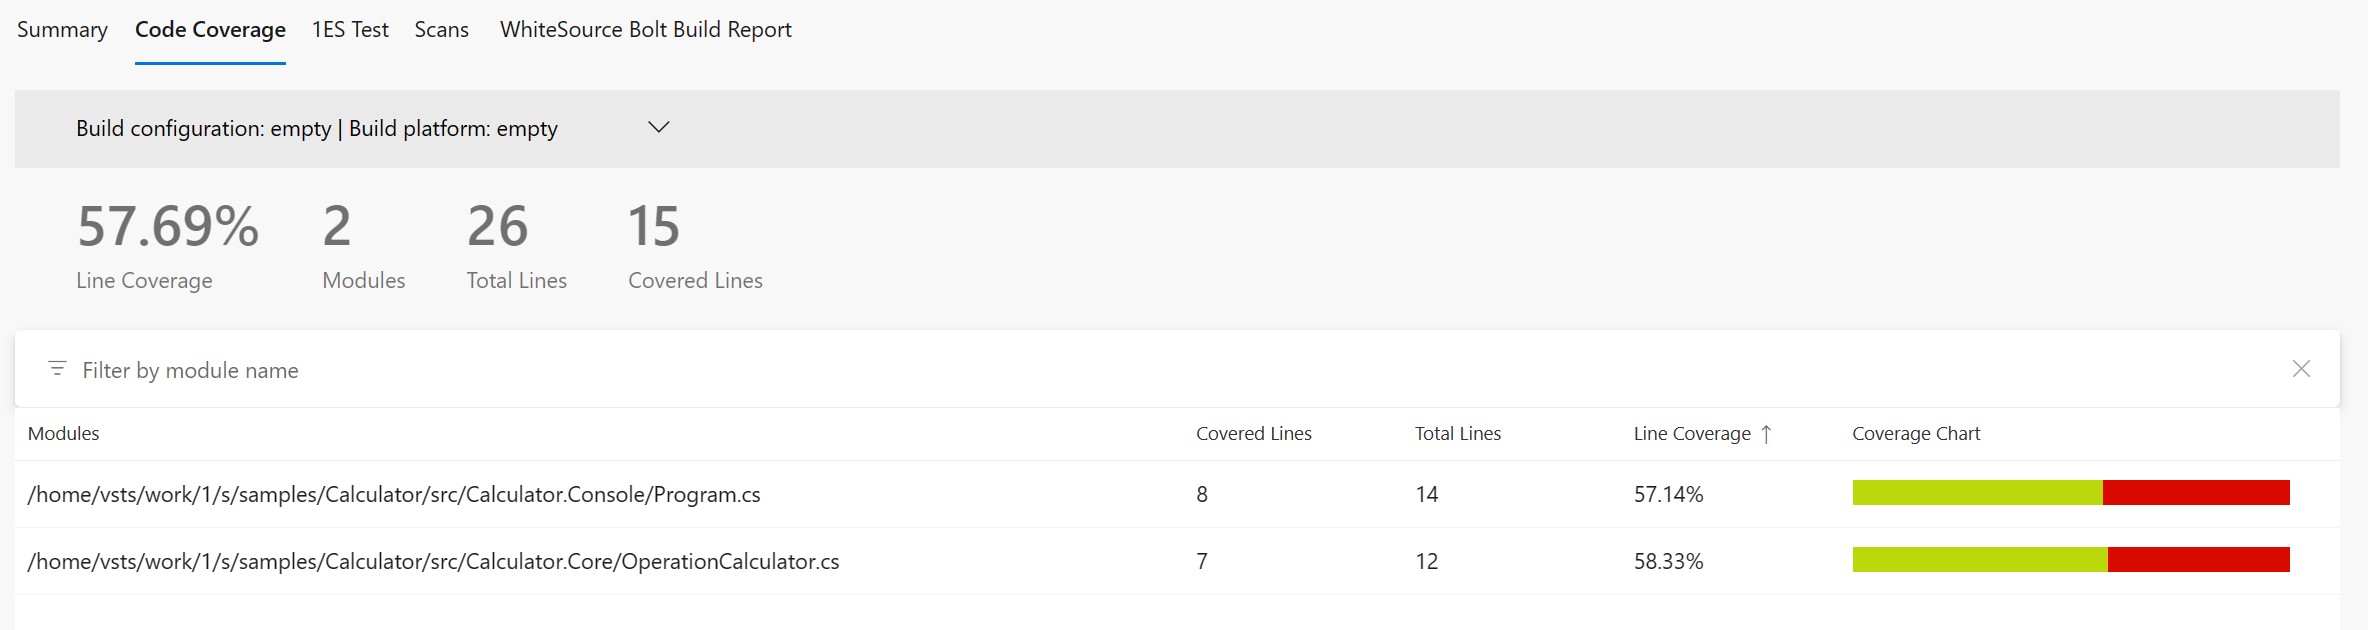 Summary Code Coverage 1ES Test Scans WhiteSource Bolt Build Report
Build configuration: empty | Build platform: empty
57.69% 2 26 15
Line Coverage Modules Total Lines Covered Lines
Filter by module name
Modules Covered Lines Total Lines Line Coverage ↑ Coverage Chart
/home/vsts/work/1/s/samples/Calculator/src/Calculator.Console/Program.cs 8 14 57.14%
/home/vsts/work/1/s/samples/Calculator/src/Calculator.Core/OperationCalculator.cs 7 12 58.33%